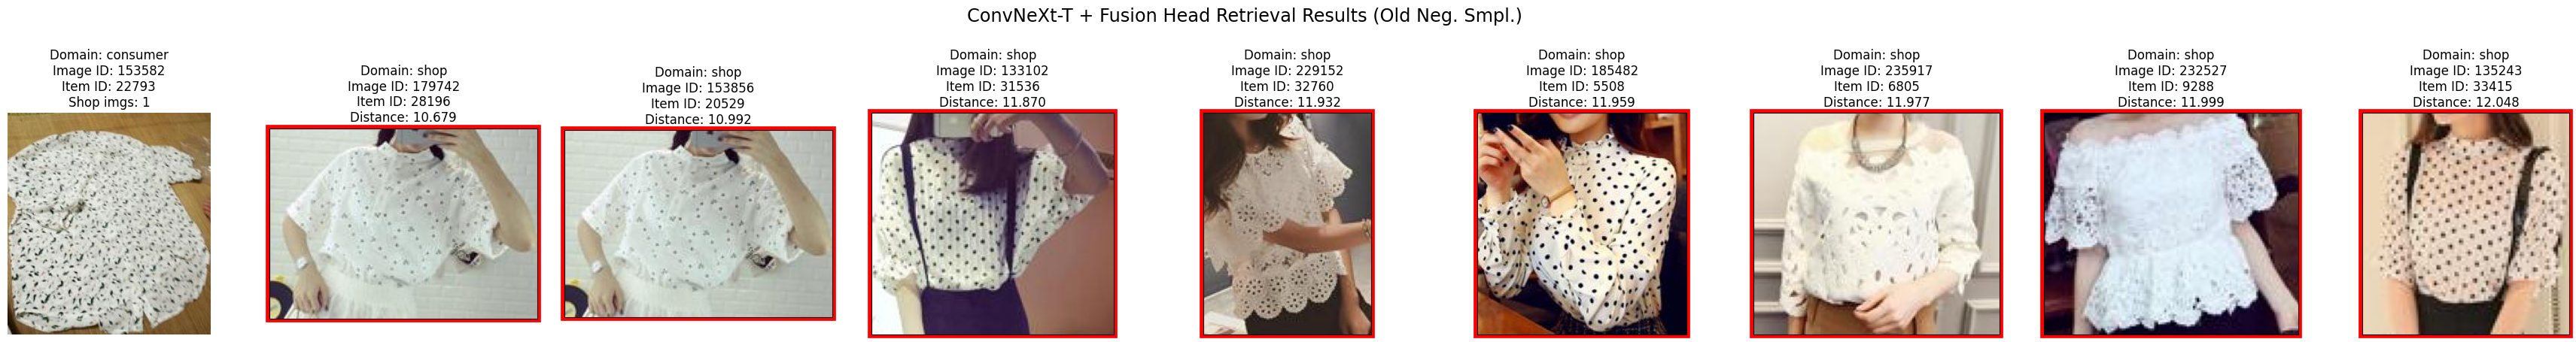 ConvNeXt-T + Fusion Head Retrieval Results (Old Neg. Smpl.)
Domain: consumer
Image ID: 153582
Item ID: 22793
Shop imgs: 1
Domain: shop
Image ID: 179742
Item ID: 28196
Distance: 10.679
Domain: shop
Image ID: 153856
Item ID: 20529
Distance: 10.992
Domain: shop
Image ID: 133102
Item ID: 31536
Distance: 11.870
Domain: shop
Image ID: 229152
Item ID: 32760
Distance: 11.932
Domain: shop
Image ID: 185482
Item ID: 5508
Distance: 11.959
Domain: shop
Image ID: 235917
Item ID: 6805
Distance: 11.977
Domain: shop
Image ID: 232527
Item ID: 9288
Distance: 11.999
Domain: shop
Image ID: 135243
Item ID: 33415
Distance: 12.048